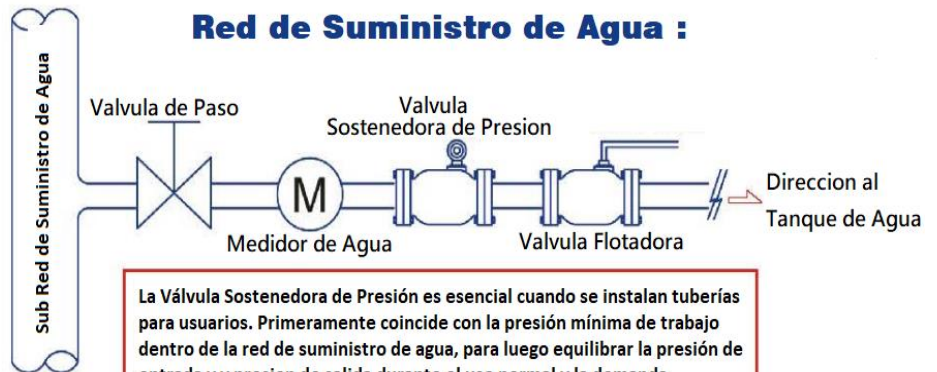 Red de Suministro de Agua :
Sub Red de Suministro de Agua
Valvula de Paso
Valvula
Sostenedora de Presion
M
Medidor de Agua
Valvula Flotadora
Direccion al
Tanque de Agua
La Válvula Sostenedora de Presión es esencial cuando se instalan tuberías
para usuarios. Primeramente coincide con la presión mínima de trabajo
dentro de la red de suministro de agua, para luego equilibrar la presión de